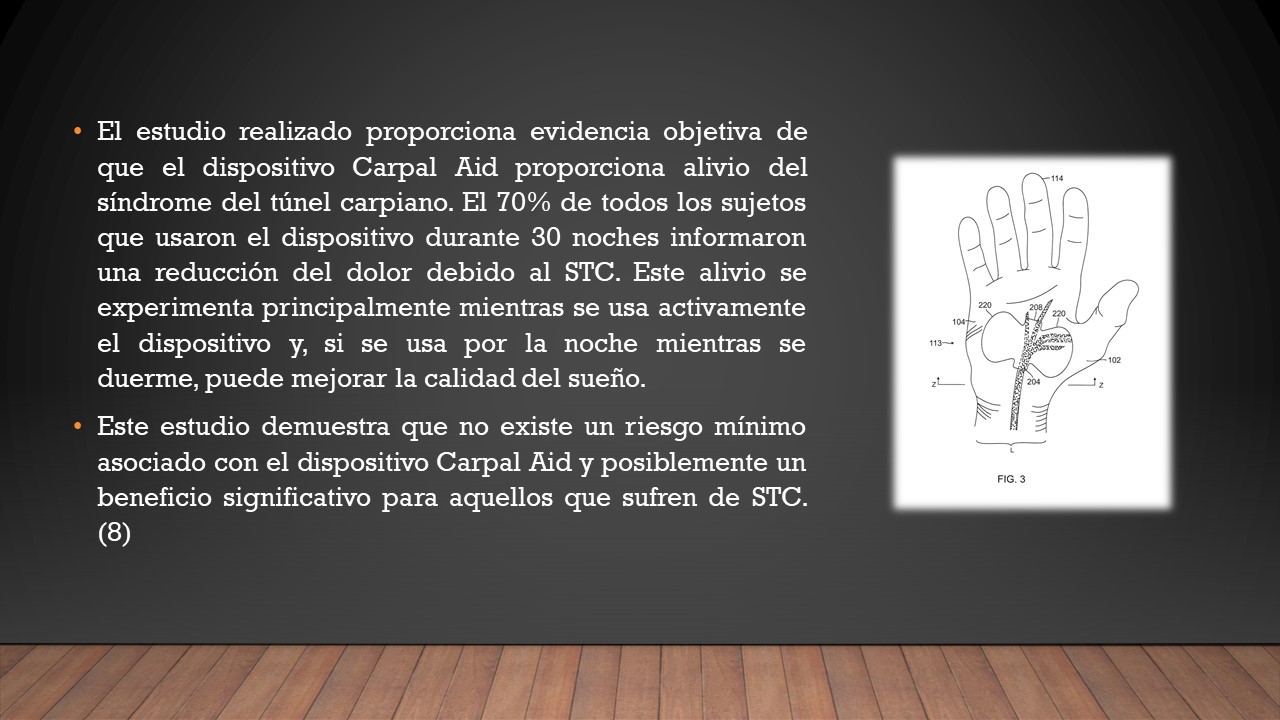 • El estudio realizado proporciona evidencia objetiva de
que el dispositivo Carpal Aid proporciona alivio del
síndrome del túnel carpiano. El 70% de todos los sujetos
que usaron el dispositivo durante 30 noches informaron
una reducción del dolor debido al STC. Este alivio se
experimenta principalmente mientras se usa activamente
el dispositivo y, si se usa por la noche mientras se
duerme, puede mejorar la calidad del sueño.
• Este estudio demuestra que no existe un riesgo mínimo
asociado con el dispositivo Carpal Aid y posiblemente un
beneficio significativo para aquellos que sufren de STC.
(8)
114
220
208
220
104
113
102
204
Z
Z
L
FIG. 3